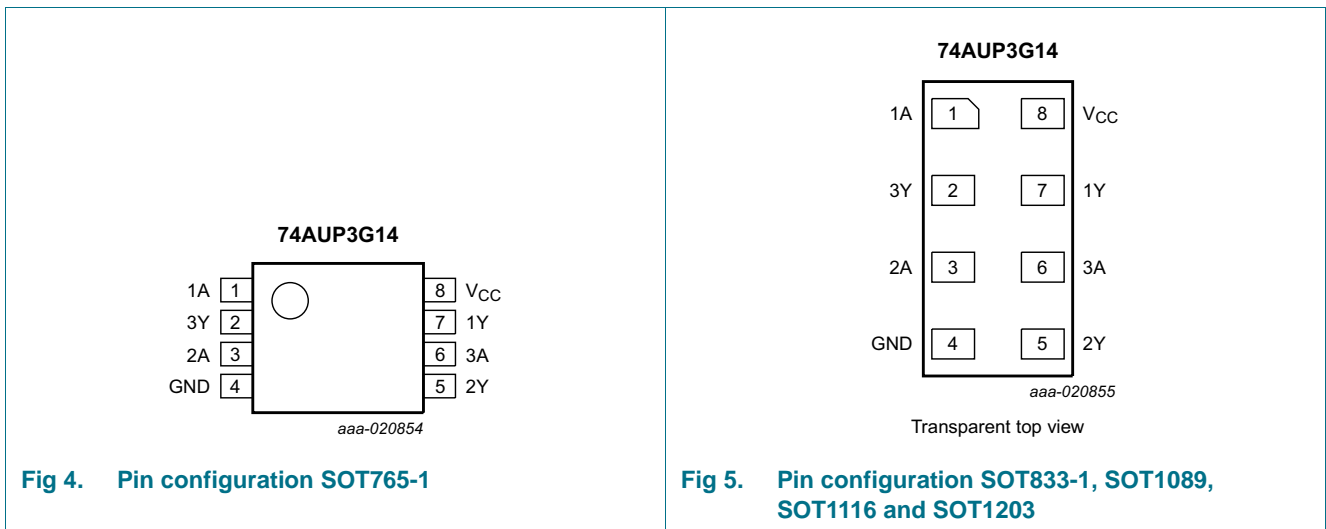 74AUP3G14
1A 1 8 VCC
3Y 2 7 1Y
2A 3 6 3A
GND 4 5 2Y
aaa-020854
Fig 4. Pin configuration SOT765-1
74AUP3G14
1A 1 8 VCC
3Y 2 7 1Y
2A 3 6 3A
GND 4 5 2Y
aaa-020855
Transparent top view
Fig 5. Pin configuration SOT833-1, SOT1089,
SOT1116 and SOT1203